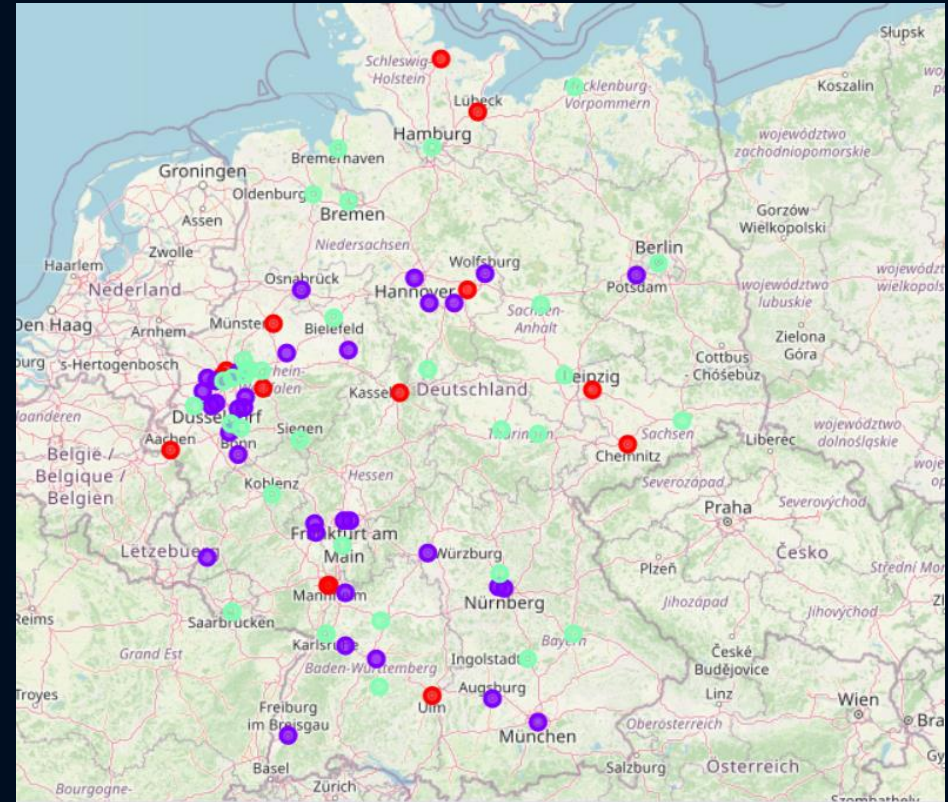 Słupsk
Schleswig-
Holstein
Koszalin
Mecklenburg-
Vorpommern
Lübeck
Hamburg
województwo
zachodniopomorskie
Bremerhaven
Groningen
Oldenburg
Bremen
Assen
Gorzów
Wielkopolski
Niedersachsen
Berlin
Zwolle
Wolfsburg
Haarlem
Osnabrück
Nederland
Hannover
Potsdam
województwo
lubuskie
Sachsen-
Anhalt
Den Haag
Arnhem
Münster
Bielefeld
Zielona
Góra
's-Hertogenbosch
Cottbus
- Chóśebuz
Leipzig
Kassel
Deutschland
Düsseldorf
Siegen
Thüringen
Sachsen
Aachen
Bonn
Chemnitz
Liberec
województwo
dolnośląskie
België /
Belgique /
Belgien
Hessen
Koblenz
Severozápad
Severovýchod
Praha
Frankfurt am
Main
Lëtzebuerg
Würzburg
Česko
Plzeň
Mannheim
Nürnberg
Jihozápad
Jihovýchod
Reims
Saarbrücken
Karlsruhe
Bayern
České
Budějovice
Grand Est
Baden-Württemberg
Ingolstadt
Linz
Troyes
Augsburg
Ulm
Wien
Freiburg
im Breisgau
München
Oberösterreich
Basel
Salzburg
Österreich
Zürich
Bourgogne-
Szombathely